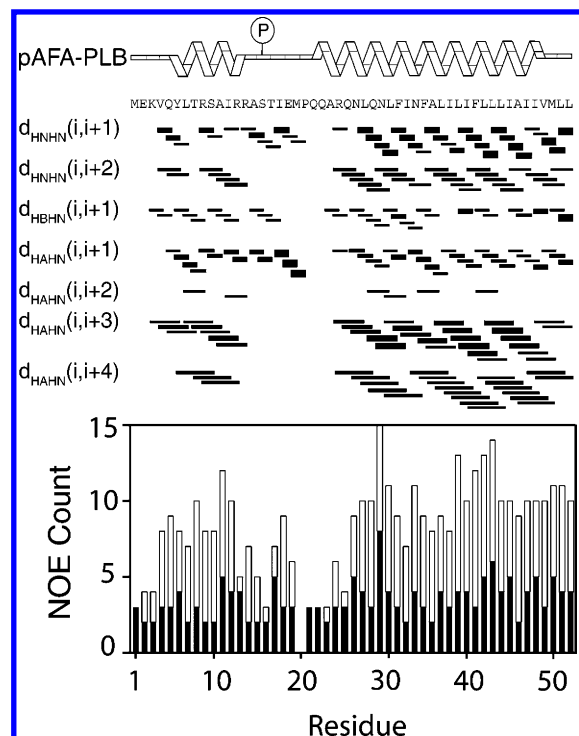 P
pAFA-PLB
MEKVQYLTRSAIRRASTIEMPQQARQNLQNLFINFALILIFLLLIAIIVMLL
dHNHN(i,i+1)
dHNHN(i,i+2)
dHBHN(i,i+1)
dHAHN(i,i+1)
dHAHN(i,i+2)
dHAHN(i,i+3)
dHAHN(i,i+4)
NOE Count
15
10
5
0
1 10 20 30 40 50
Residue